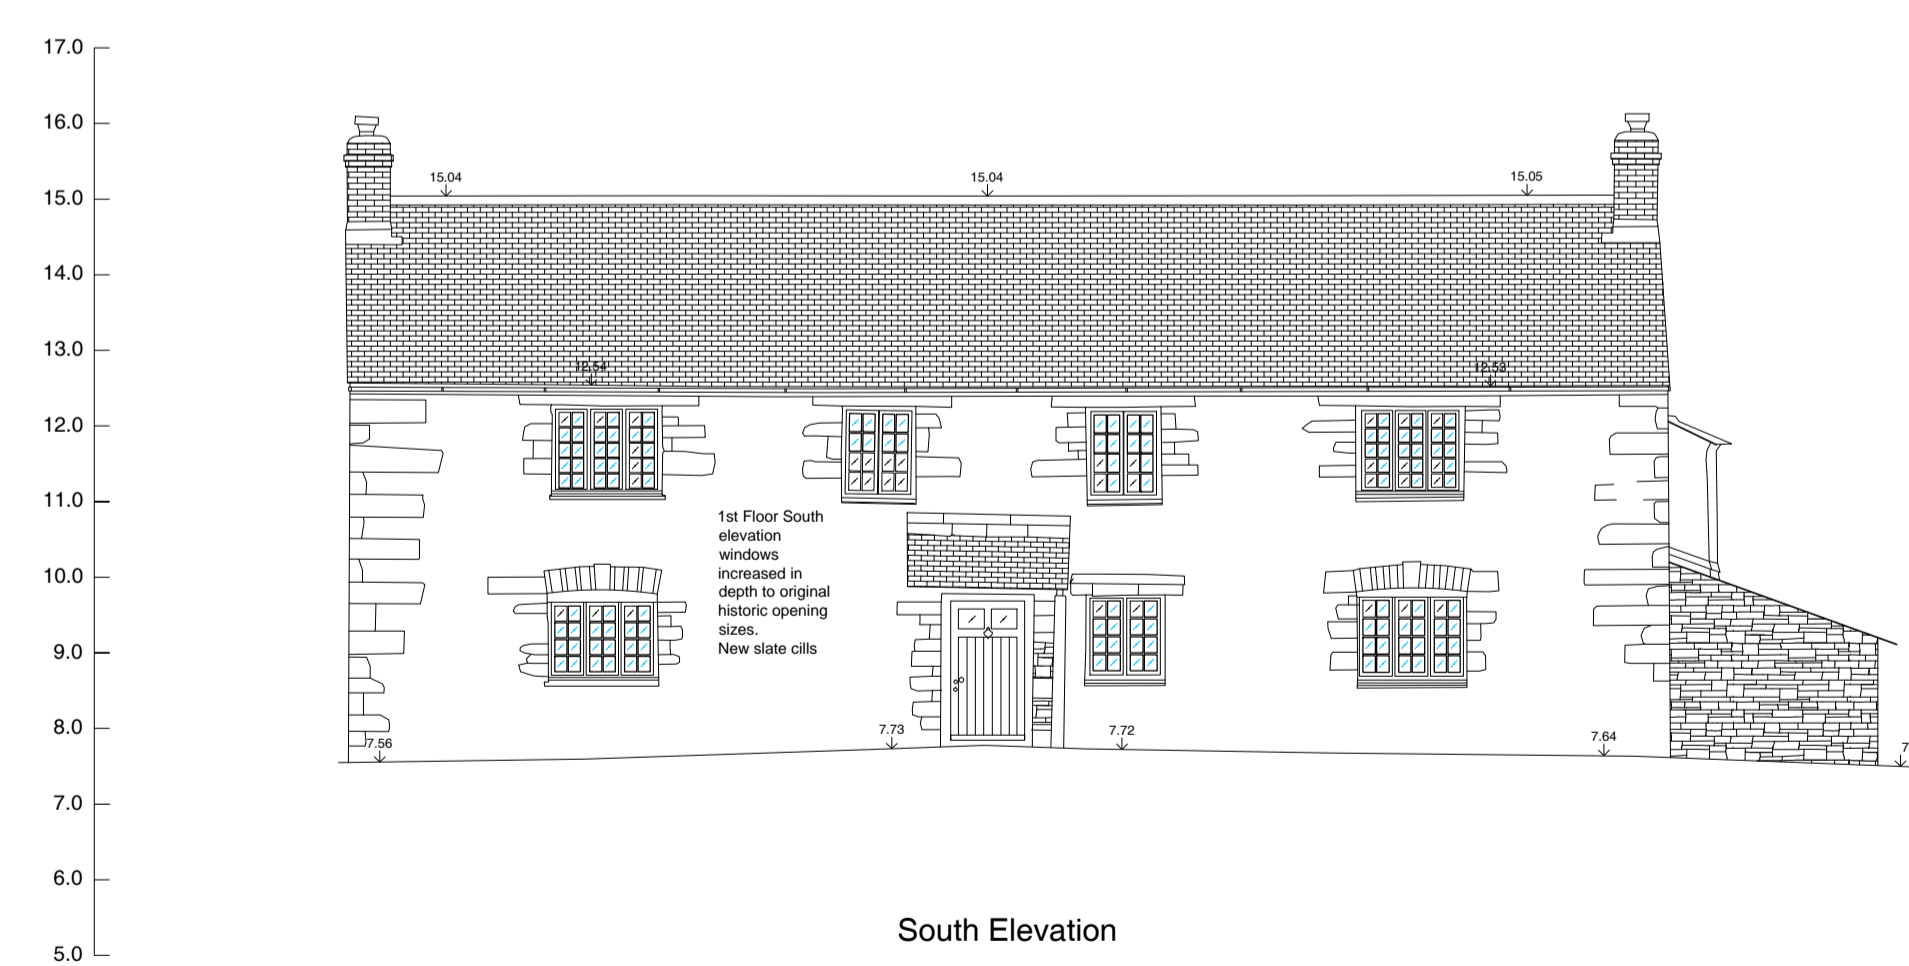 17.0
16.0
15.0
14.0
13.0
12.0
11.0
10.0
9.0
8.0
7.0
6.0
5.0
15.04
15.04
15.05
12.54
12.53
1st Floor South
elevation
windows
increased in
depth to original
historic opening
sizes.
New slate cills
7.56
7.73
7.72
7.64
7
South Elevation